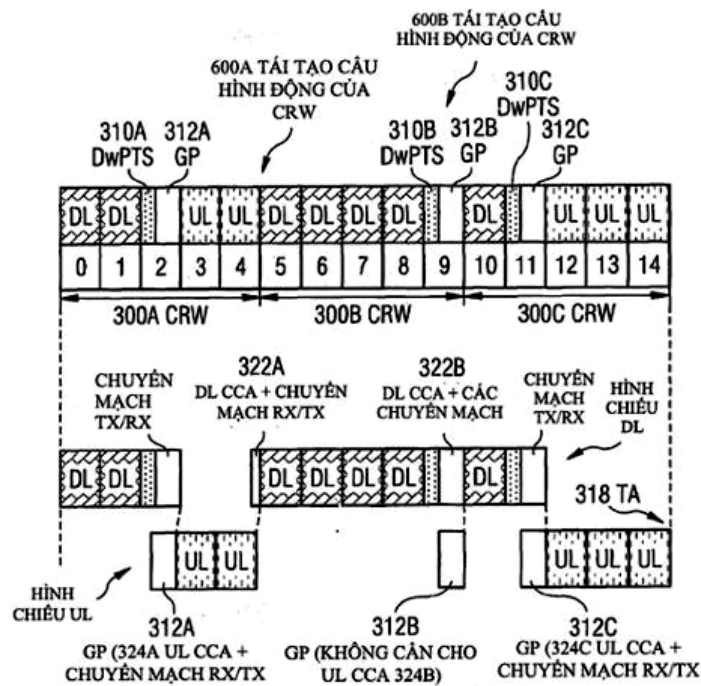 600B TÁI TẠO CẤU
HÌNH ĐỘNG CỦA CRW
600A TÁI TẠO CẤU
HÌNH ĐỘNG CỦA
CRW
310A
DwPTS
312A
GP
310B
DwPTS
312B
GP
310C
DwPTS
312C
GP
DL DL UL UL DL DL DL DL DL UL UL UL
0 1 2 3 4 5 6 7 8 9 10 11 12 13 14
300A CRW 300B CRW 300C CRW
CHUYỂN
MẠCH
TX/RX
322A
DL CCA + CHUYỂN
MẠCH RX/TX
322B
DL CCA + CÁC
CHUYỂN MẠCH
CHUYỂN
MẠCH
TX/RX
HÌNH
CHIẾU
DL
DL DL DL DL DL DL DL
318 TA
UL UL UL UL UL
HÌNH
CHIẾU UL
312A
GP (324A UL CCA +
CHUYỂN MẠCH RX/TX
312B
GP (KHÔNG CẦN CHO
UL CCA 324B)
312C
GP (324C UL CCA +
CHUYỂN MẠCH RX/TX